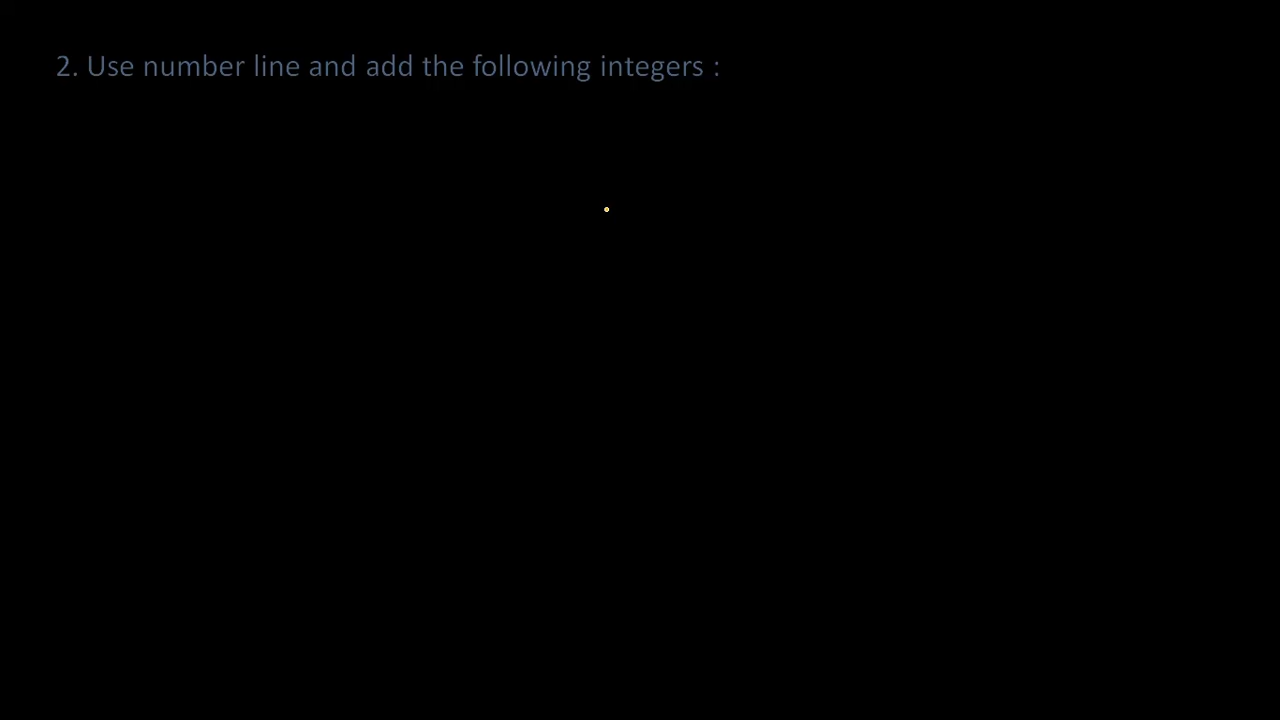 2. Use number line and add the following integers :